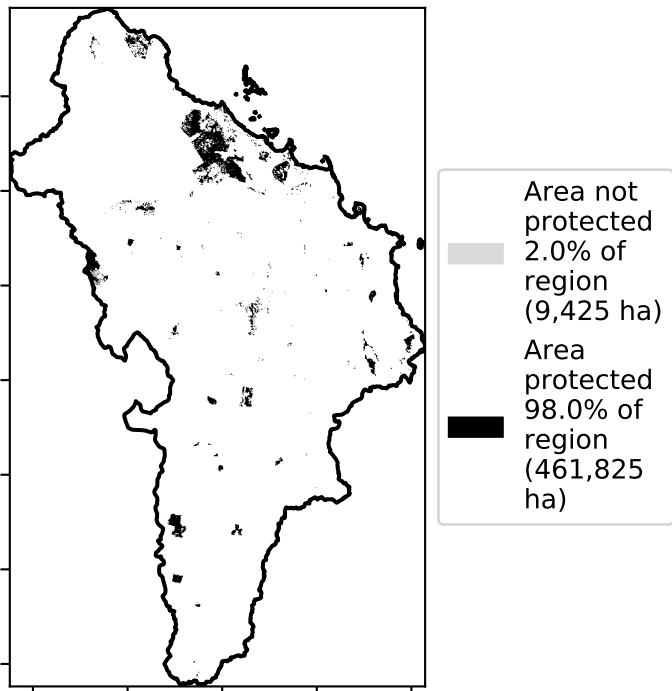 Area not
protected
2.0% of
region
(9,425 ha)
Area
protected
98.0% of
region
(461,825
ha)